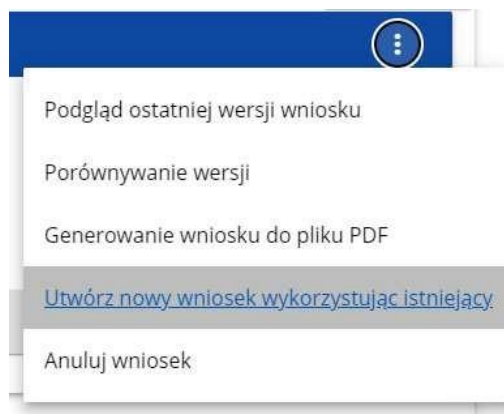 Podgląd ostatniej wersji wniosku
Porównywanie wersji
Generowanie wniosku do pliku PDF
Utwórz nowy wniosek wykorzystując istniejący
Anuluj wniosek